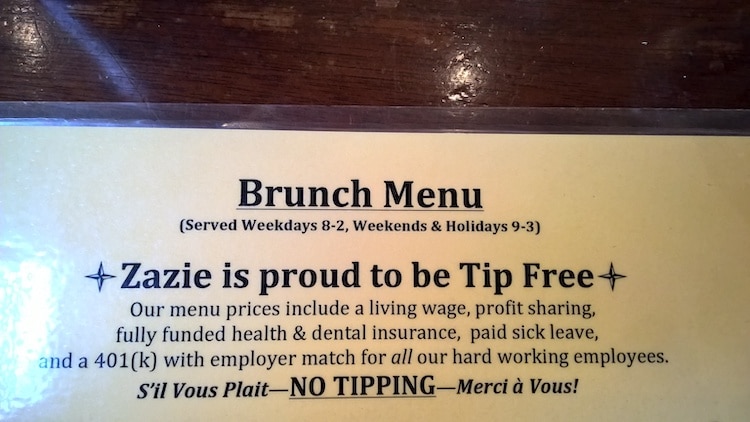 Brunch Menu
(Served Weekdays 8-2, Weekends & Holidays 9-3)
Zazie is proud to be Tip Free
Our menu prices include a living wage, profit sharing,
fully funded health & dental insurance, paid sick leave,
and a 401(k) with employer match for all our hard working employees.
S'il Vous Plait—NO TIPPING—Merci à Vous!